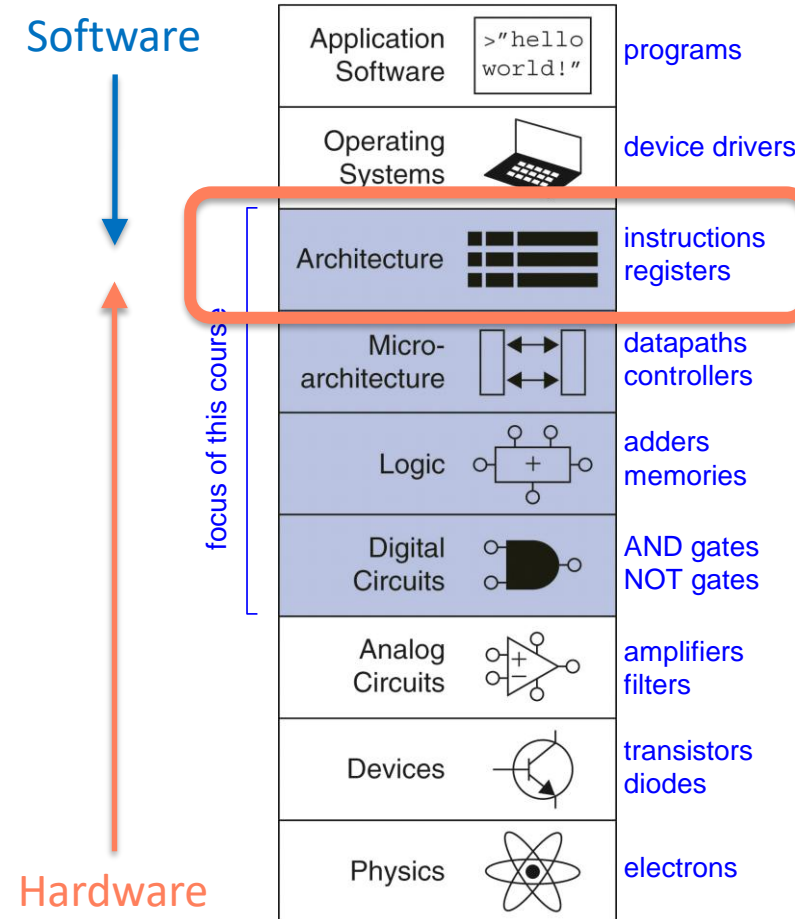 Software
Application
Software
>"hello
world!"
programs
Operating
Systems
device drivers
Architecture
instructions
registers
Micro-
architecture
datapaths
controllers
focus of this course
Logic
+
adders
memories
Digital
Circuits
AND gates
NOT gates
Analog
Circuits
+
−
amplifiers
filters
Devices
transistors
diodes
Physics
electrons
Hardware